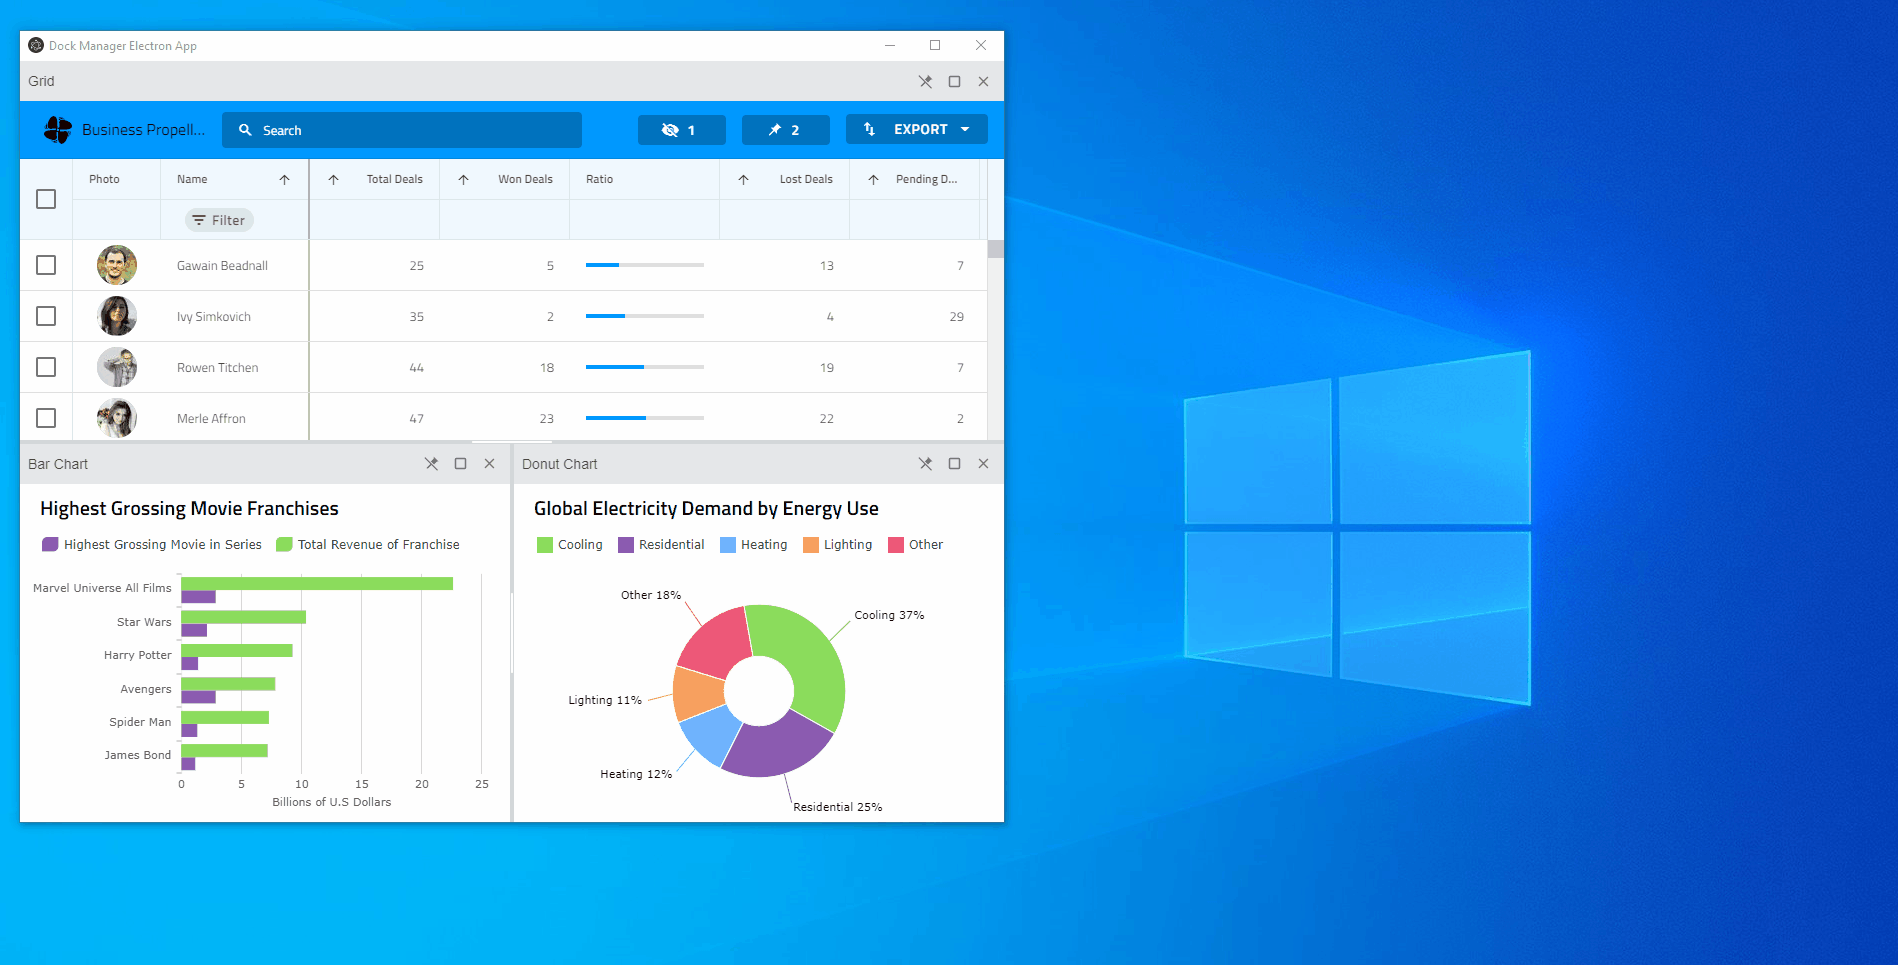 Dock Manager Electron App
Grid
Business Propell... Search 1 2 EXPORT
Photo Name Total Deals Won Deals Ratio Lost Deals Pending D...
Filter
Gawain Beadnall 25 5 13 7
Ivy Simkovich 35 2 4 29
Rowen Titchen 44 18 19 7
Merle Affron 47 23 22 2
Bar Chart
Highest Grossing Movie Franchises
Highest Grossing Movie in Series Total Revenue of Franchise
Marvel Universe All Films
Star Wars
Harry Potter
Avengers
Spider Man
James Bond
0 5 10 15 20 25
Billions of U.S Dollars
Donut Chart
Global Electricity Demand by Energy Use
Cooling Residential Heating Lighting Other
Other 18%
Cooling 37%
Lighting 11%
Heating 12%
Residential 25%